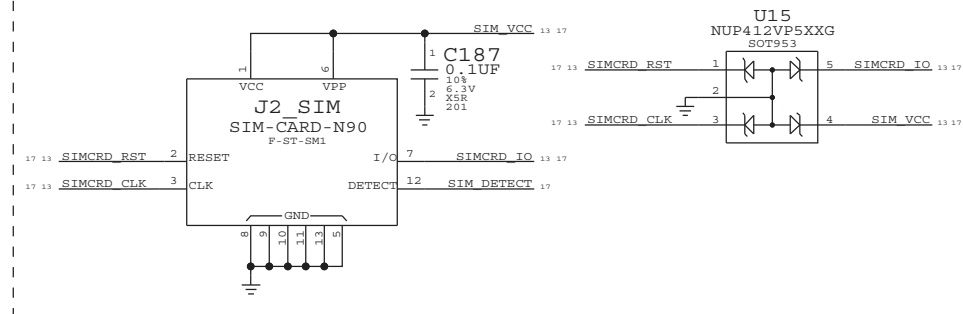 SIM_VCC 13 17
1 C187
0.1UF
10%
6.3V
2 X5R
201
1 6
VCC VPP
J2_SIM
SIM-CARD-N90
F-ST-SM1
17 13 SIMCRD_RST 2 RESET
I/O 7 SIMCRD_IO 13 17
17 13 SIMCRD_CLK 3 CLK
DETECT 12 SIM_DETECT 17
GND
8 9 10 11 13 5
U15
NUP412VP5XXG
SOT953
17 13 SIMCRD_RST 1
5 SIMCRD_IO 13 17
2
17 13 SIMCRD_CLK 3
4 SIM_VCC 13 17